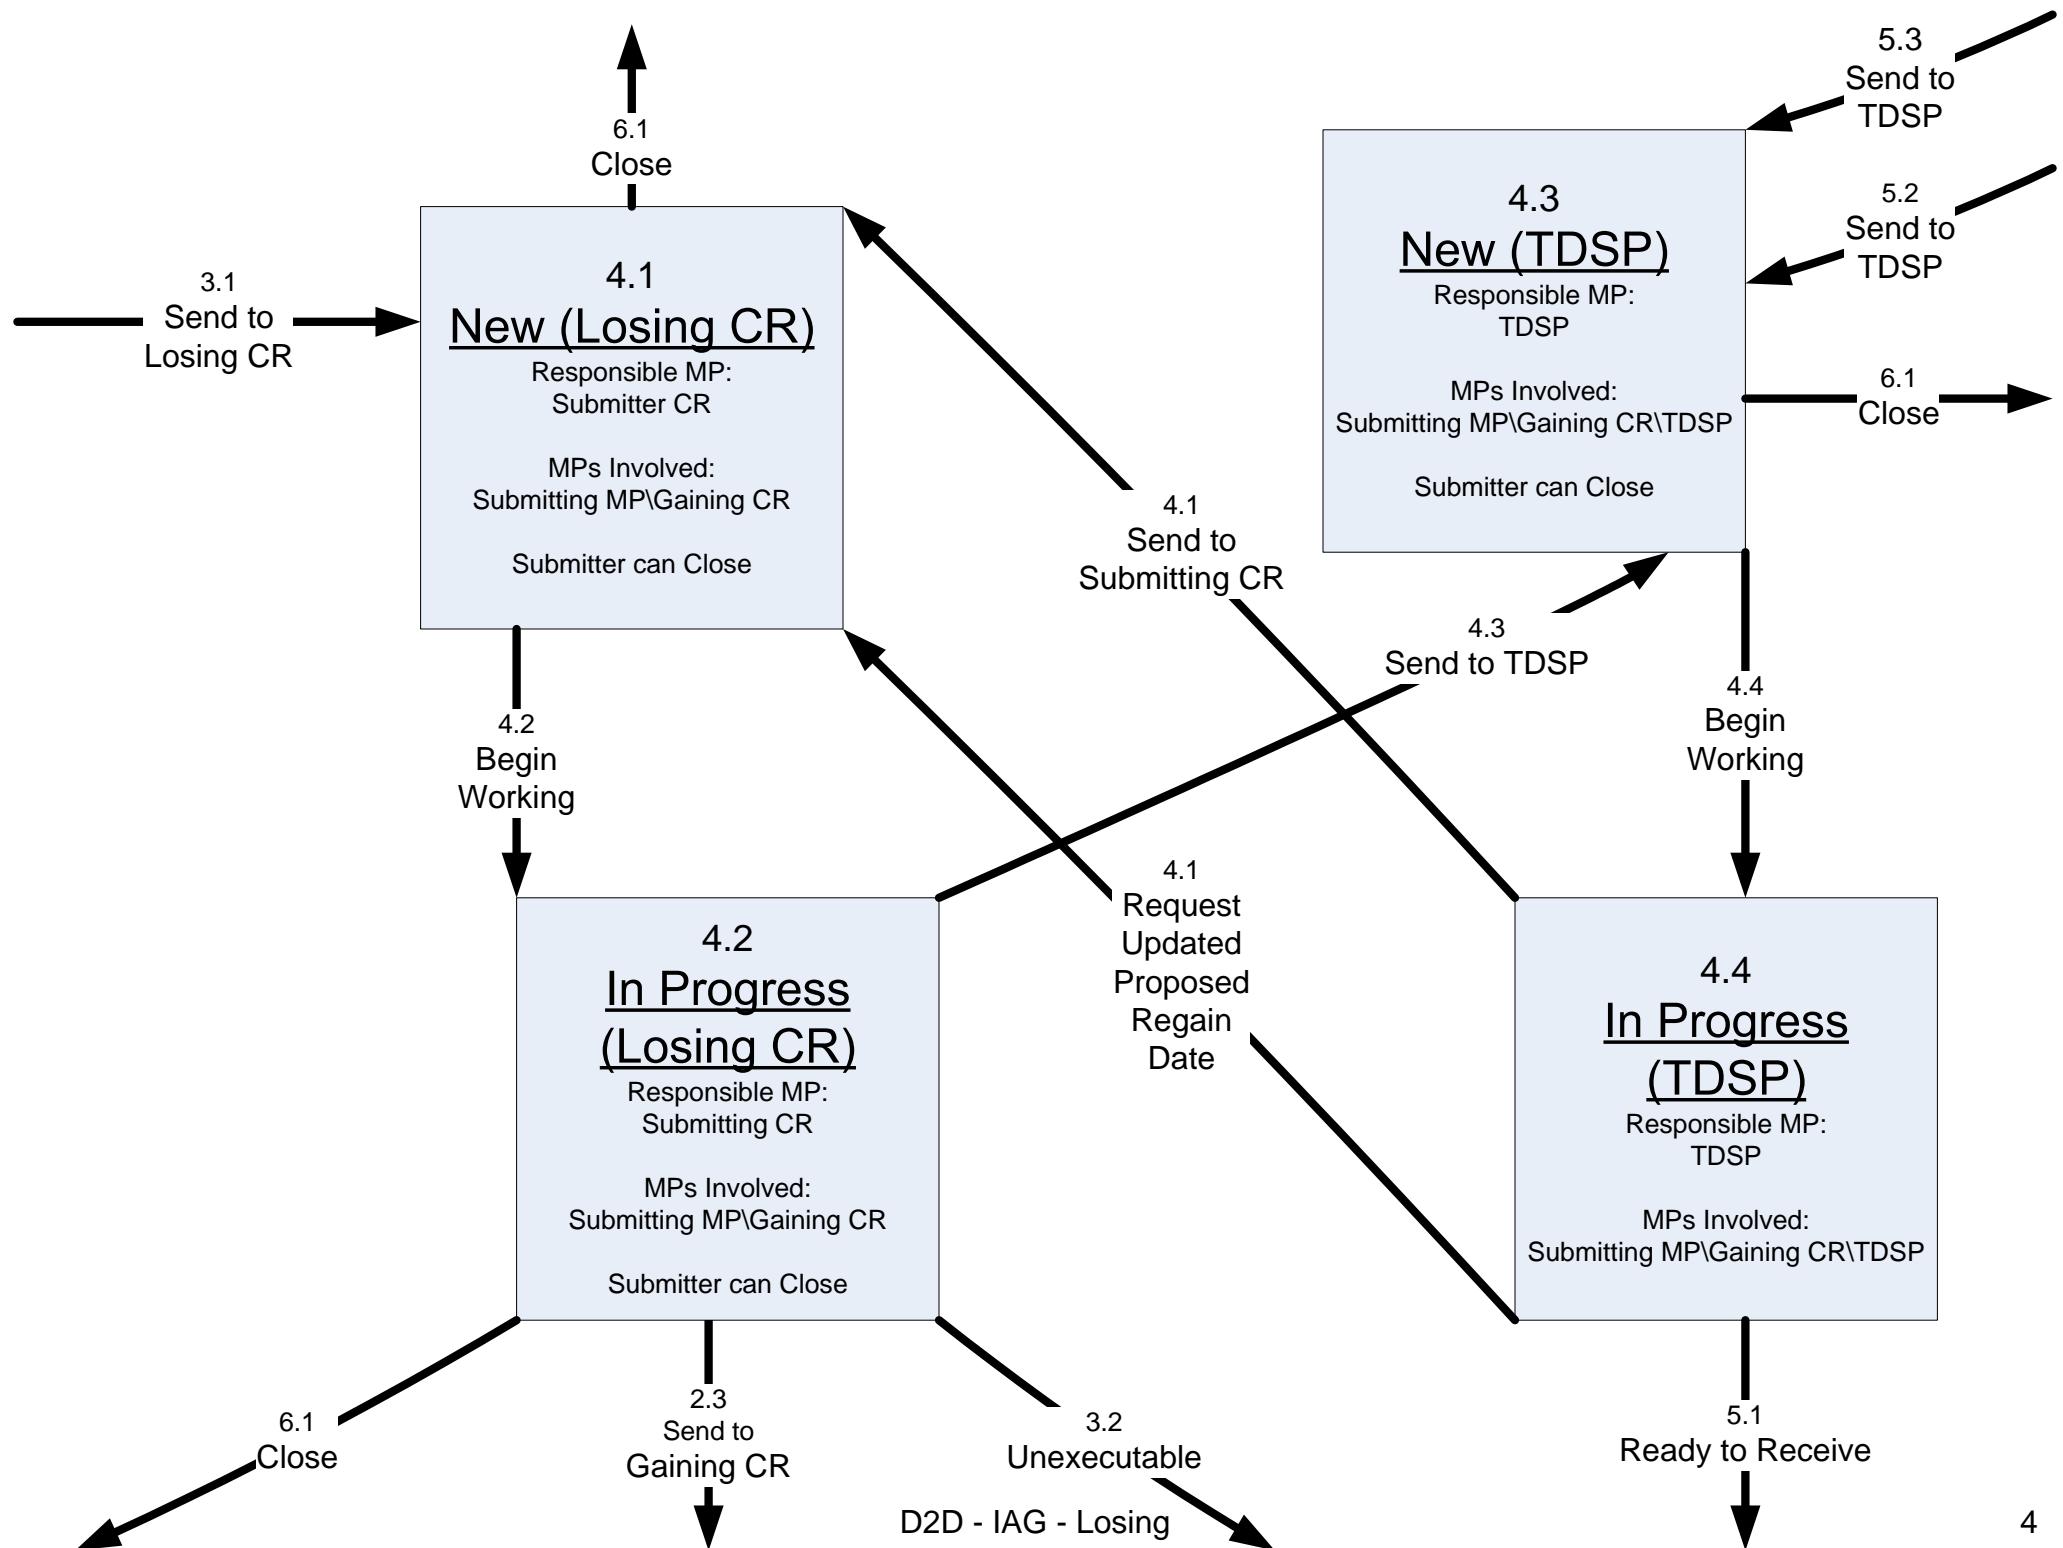 5.3
Send to
TDSP
6.1
Close
5.2
Send to
TDSP
4.3
New (TDSP)
Responsible MP:
TDSP
MPs Involved:
Submitting MP\Gaining CR\TDSP
Submitter can Close
3.1
Send to
Losing CR
4.1
New (Losing CR)
Responsible MP:
Submitter CR
MPs Involved:
Submitting MP\Gaining CR
Submitter can Close
6.1
Close
4.1
Send to
Submitting CR
4.3
Send to TDSP
4.2
Begin
Working
4.4
Begin
Working
4.1
Request
Updated
Proposed
Regain
Date
4.2
In Progress
(Losing CR)
Responsible MP:
Submitting CR
MPs Involved:
Submitting MP\Gaining CR
Submitter can Close
4.4
In Progress
(TDSP)
Responsible MP:
TDSP
MPs Involved:
Submitting MP\Gaining CR\TDSP
6.1
Close
2.3
Send to
Gaining CR
3.2
Unexecutable
5.1
Ready to Receive
D2D - IAG - Losing
4